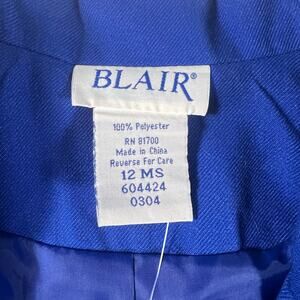 BLAIR®
100% Polyester
RN 81700
Made in China
Reverse For Care
12 MS
604424
0304